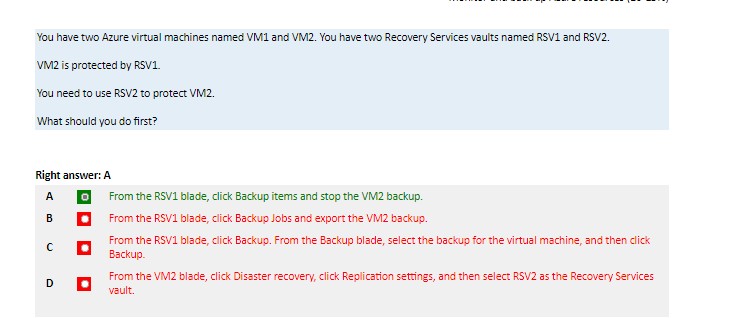 You have two Azure virtual machines named VM1 and VM2. You have two Recovery Services vaults named RSV1 and RSV2.
VM2 is protected by RSV1.
You need to use RSV2 to protect VM2.
What should you do first?
Right answer: A
A From the RSV1 blade, click Backup items and stop the VM2 backup.
B From the RSV1 blade, click Backup Jobs and export the VM2 backup.
C From the RSV1 blade, click Backup. From the Backup blade, select the backup for the virtual machine, and then click
Backup.
D From the VM2 blade, click Disaster recovery, click Replication settings, and then select RSV2 as the Recovery Services
vault.